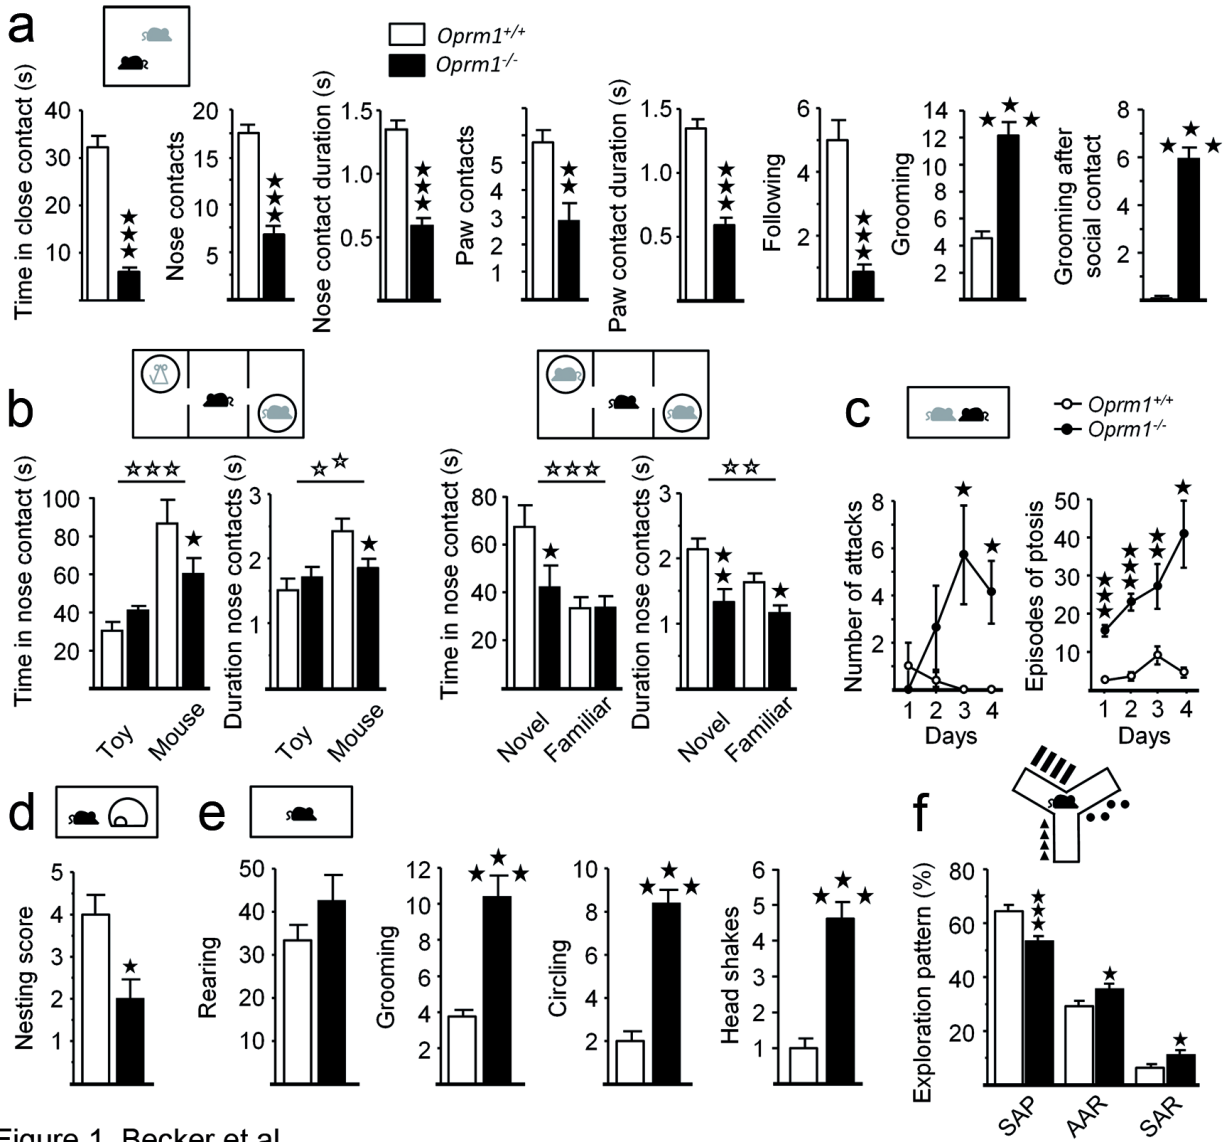 a
Oprm1+/+
Oprm1-/-
Time in close contact (s)
40
30
20
10
Nose contacts
20
15
10
5
Nose contact duration (s)
1.5
1.0
0.5
Paw contacts
5
4
3
2
1
Paw contact duration (s)
1.5
1.0
0.5
Following
6
4
2
Grooming
14
12
10
8
6
4
2
Grooming after
social contact
8
6
4
2
b
Time in nose contact (s)
100
80
60
40
20
Toy
Mouse
Duration nose contacts (s)
3
2
1
Toy
Mouse
Time in nose contact (s)
80
60
40
20
Novel
Familiar
Duration nose contacts (s)
3
2
1
Novel
Familiar
c
Oprm1+/+
Oprm1-/-
Number of attacks
8
6
4
2
1 2 3 4
Days
Episodes of ptosis
50
40
30
20
10
1 2 3 4
Days
d
Nesting score
5
4
3
2
1
e
Rearing
50
40
30
20
10
Grooming
12
10
8
6
4
2
Circling
10
8
6
4
2
Head shakes
6
5
4
3
2
1
f
Exploration pattern (%)
80
60
40
20
SAP
AAR
SAR
Figure 1, Becker et al